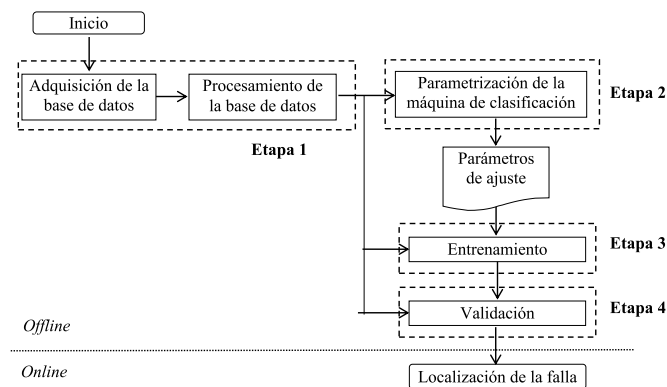 Inicio
Adquisición de la
base de datos
Procesamiento de
la base de datos
Etapa 1
Parametrización de la
máquina de clasificación
Etapa 2
Parámetros
de ajuste
Entrenamiento
Etapa 3
Validación
Etapa 4
Offline
Online
Localización de la falla